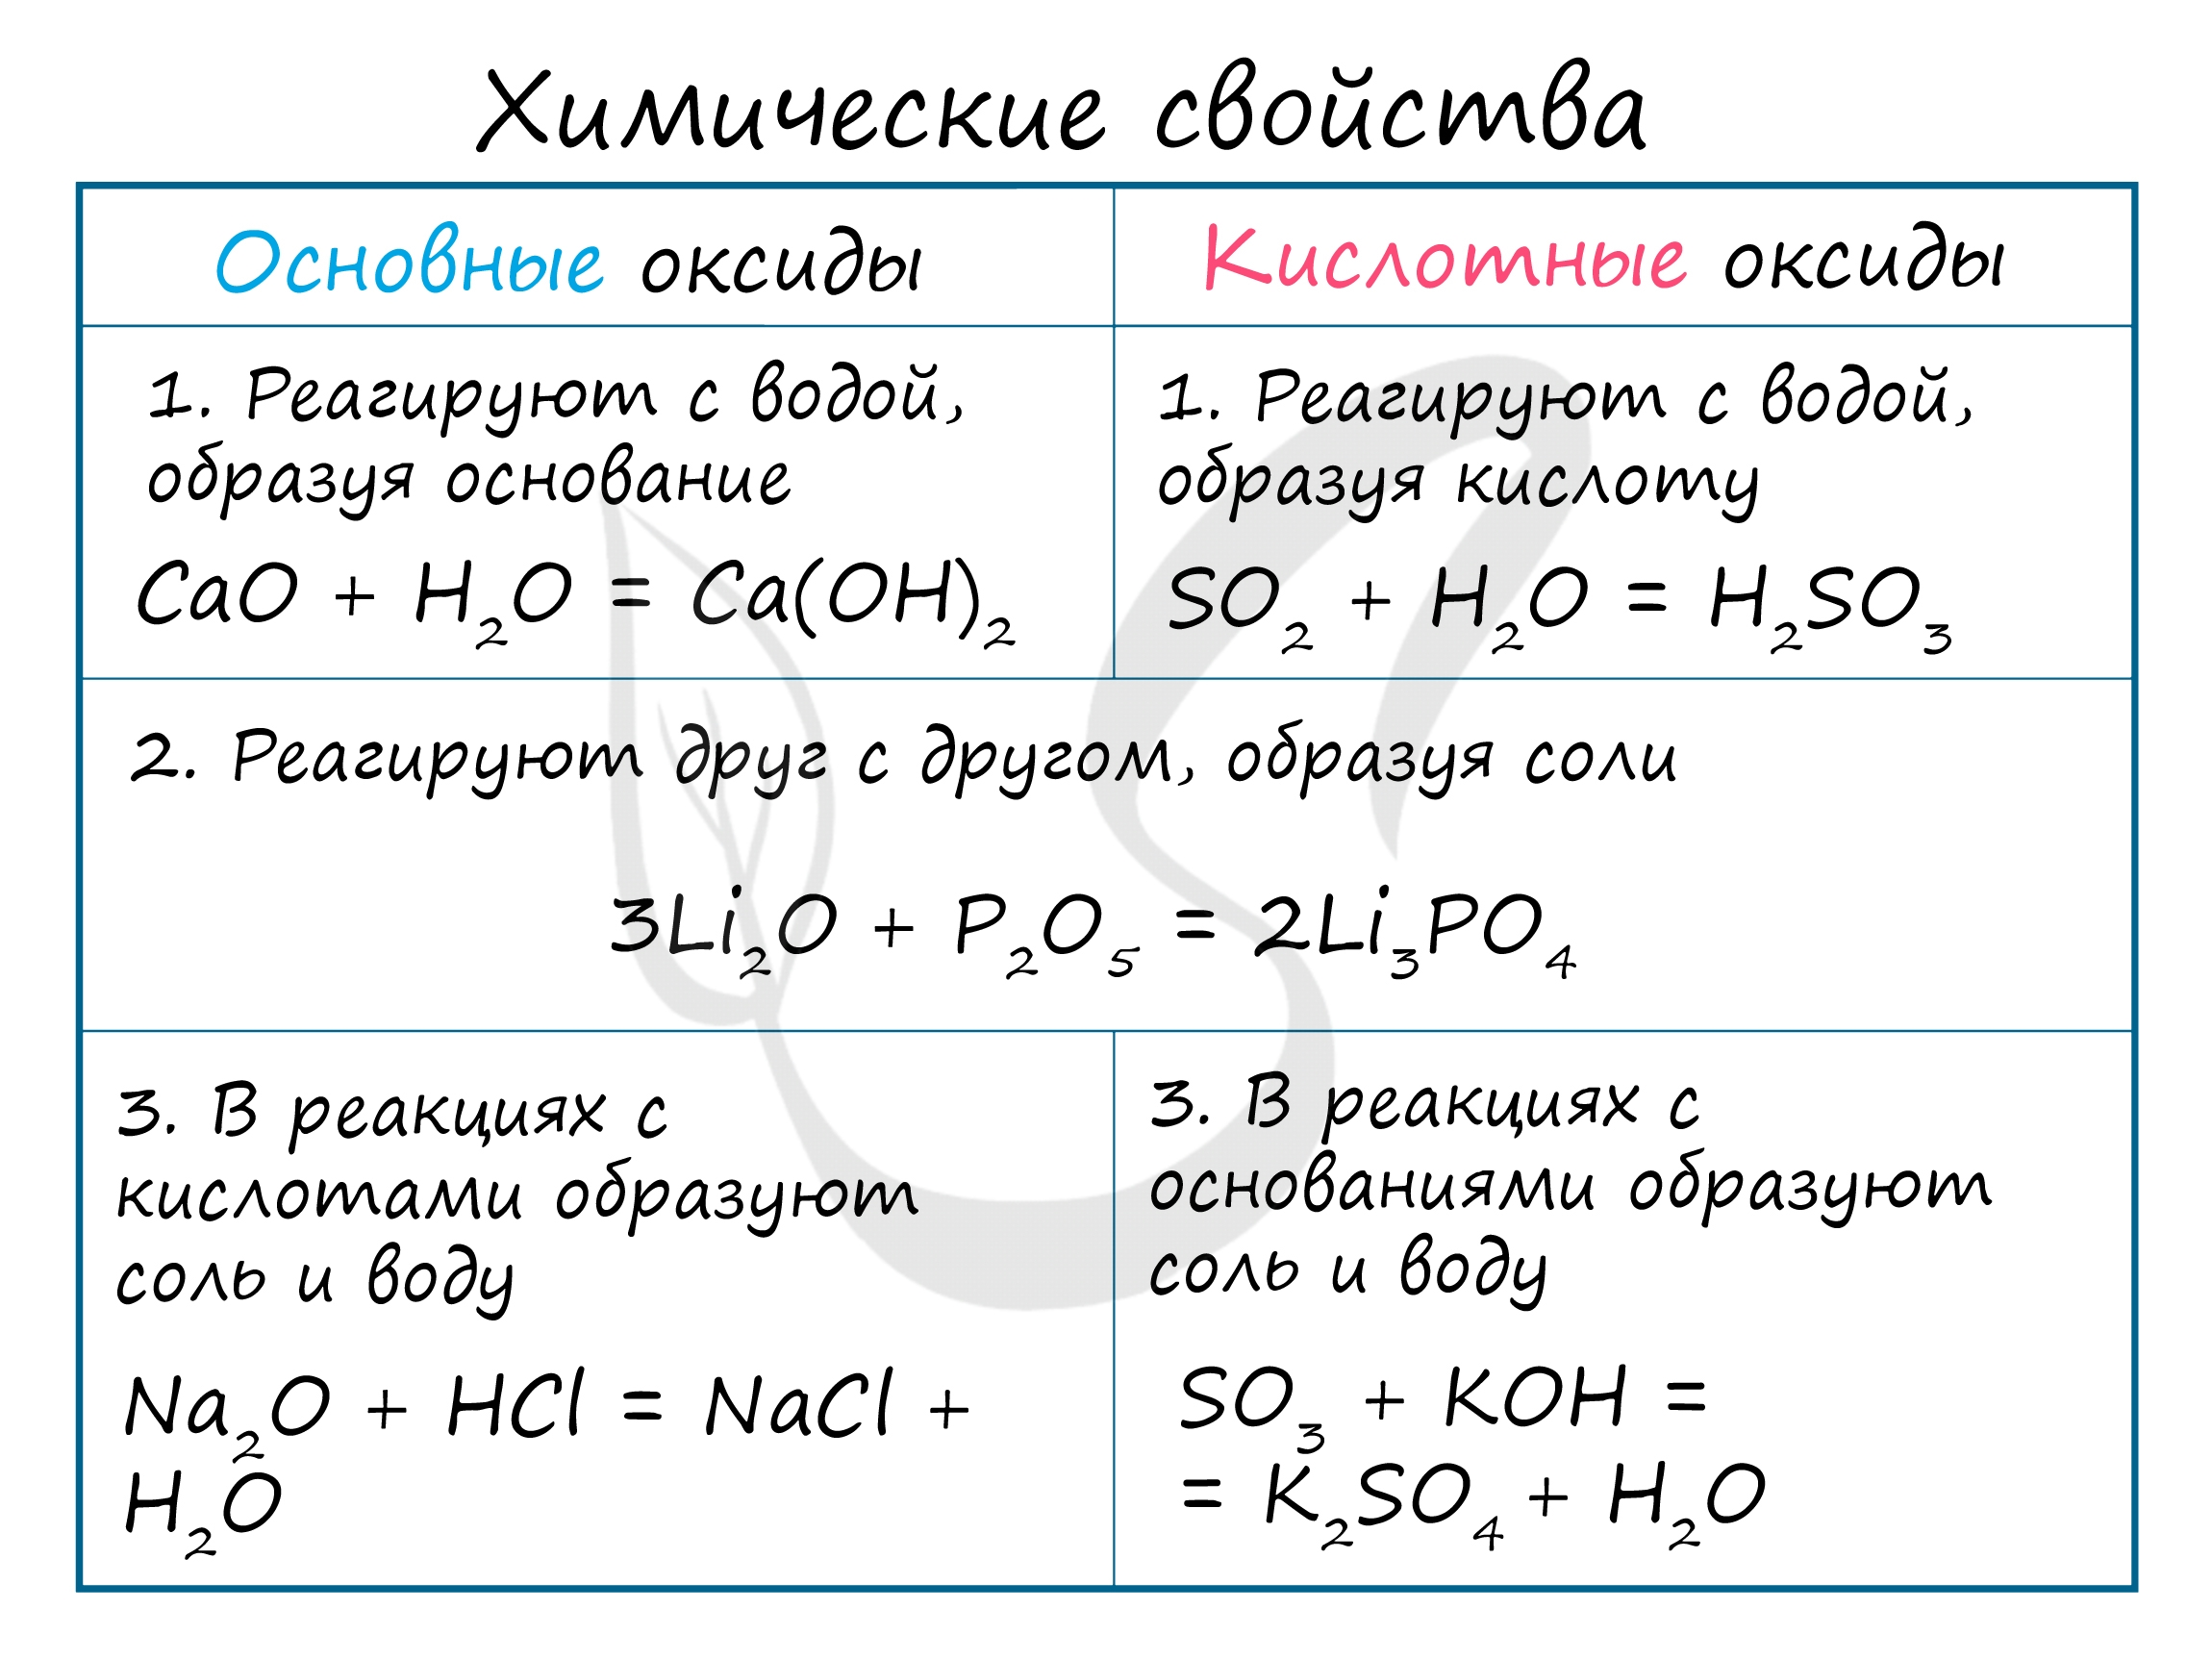 Химические свойства
Основные оксиды
Кислотные оксиды
1. Реагируют с водой,
образуя основание
CaO + H₂O = Ca(OH)₂
1. Реагируют с водой,
образуя кислоту
SO₂ + H₂O = H₂SO₃
2. Реагируют друг с другом, образуя соли
3Li₂O + P₂O₅ = 2Li₃PO₄
3. В реакциях с
кислотами образуют
соль и воду
Na₂O + HCl = NaCl +
H₂O
3. В реакциях с
основаниями образуют
соль и воду
SO₃ + KOH =
= K₂SO₄ + H₂O